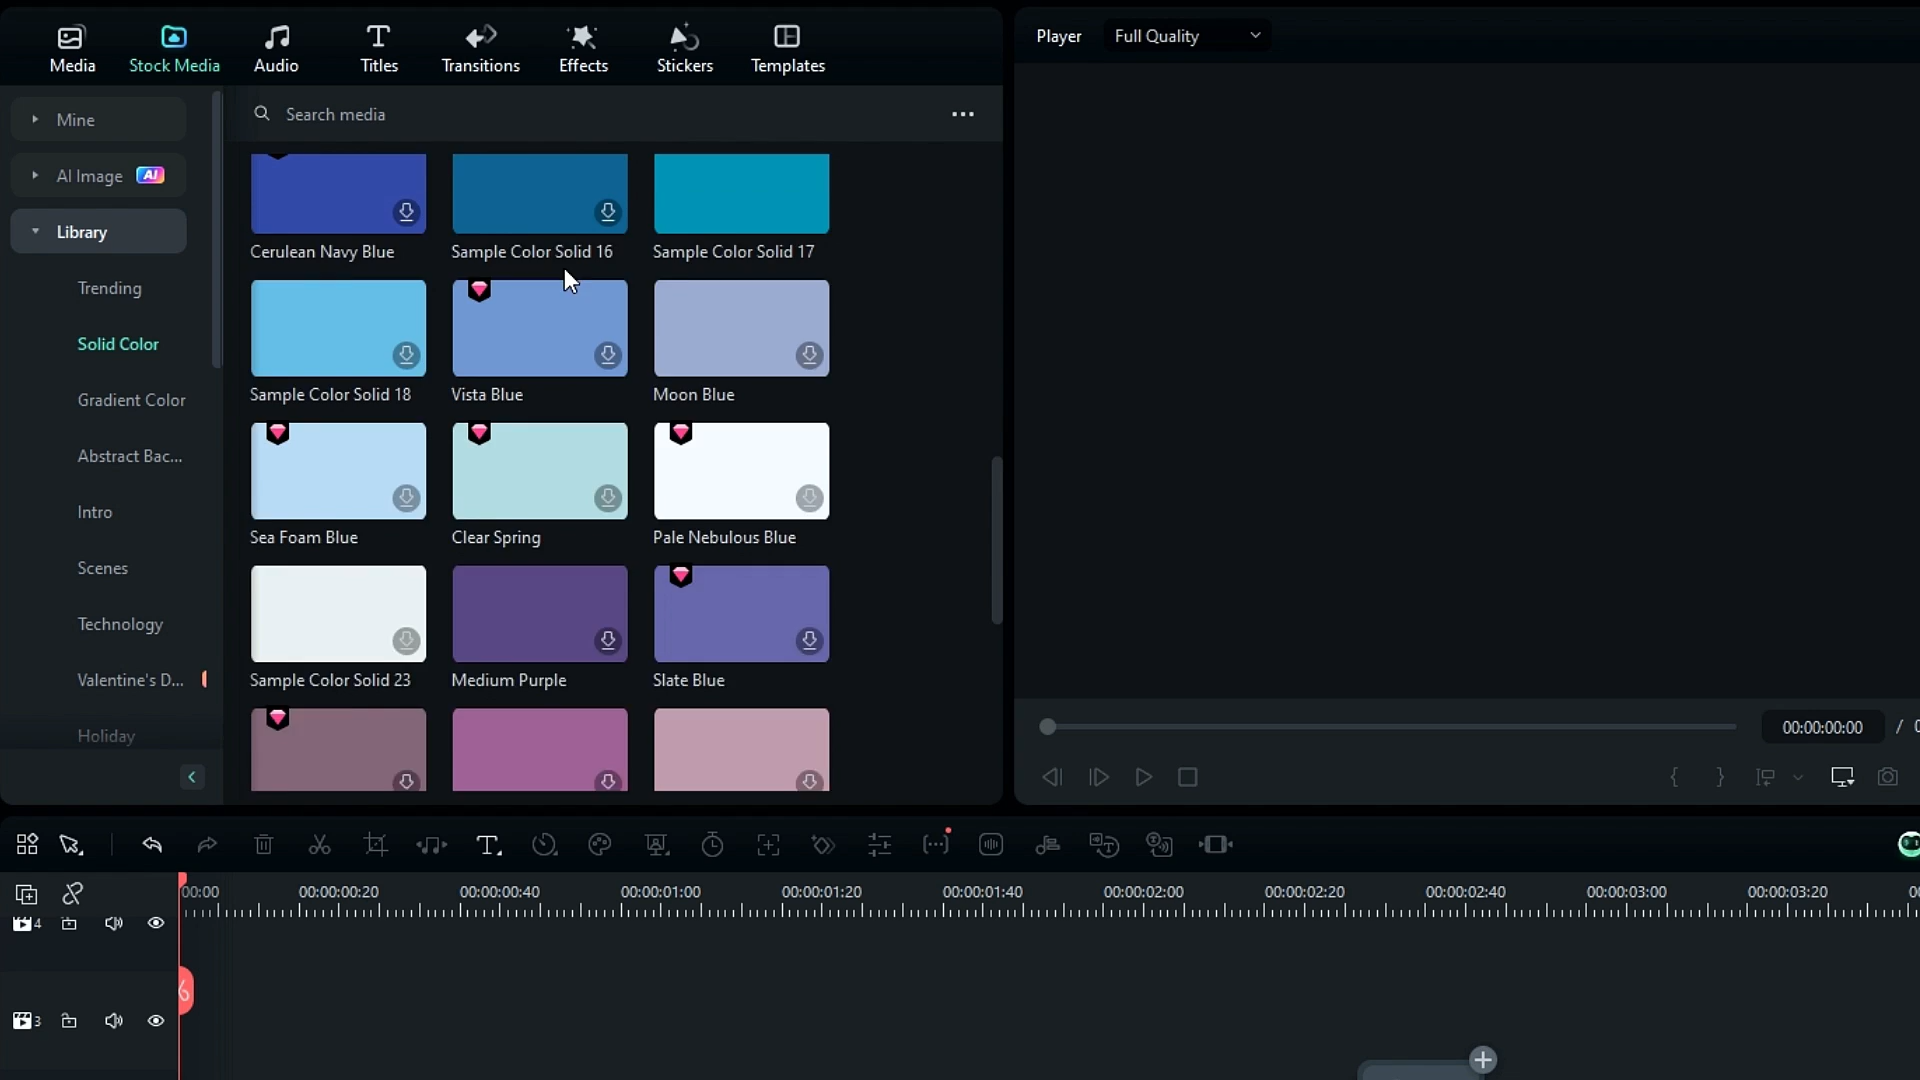 Media
Stock Media
Audio
Titles
Transitions
Effects
Stickers
Templates
Player
Full Quality
Mine
AI Image AI
Library
Trending
Solid Color
Gradient Color
Abstract Bac...
Intro
Scenes
Technology
Valentine's D...
Holiday
Search media
Cerulean Navy Blue
Sample Color Solid 16
Sample Color Solid 17
Sample Color Solid 18
Vista Blue
Moon Blue
Sea Foam Blue
Clear Spring
Pale Nebulous Blue
Sample Color Solid 23
Medium Purple
Slate Blue
00:00:00:00 /
00:00
00:00:00:20
00:00:00:40
00:00:01:00
00:00:01:20
00:00:01:40
00:00:02:00
00:00:02:20
00:00:02:40
00:00:03:00
00:00:03:20
4
3